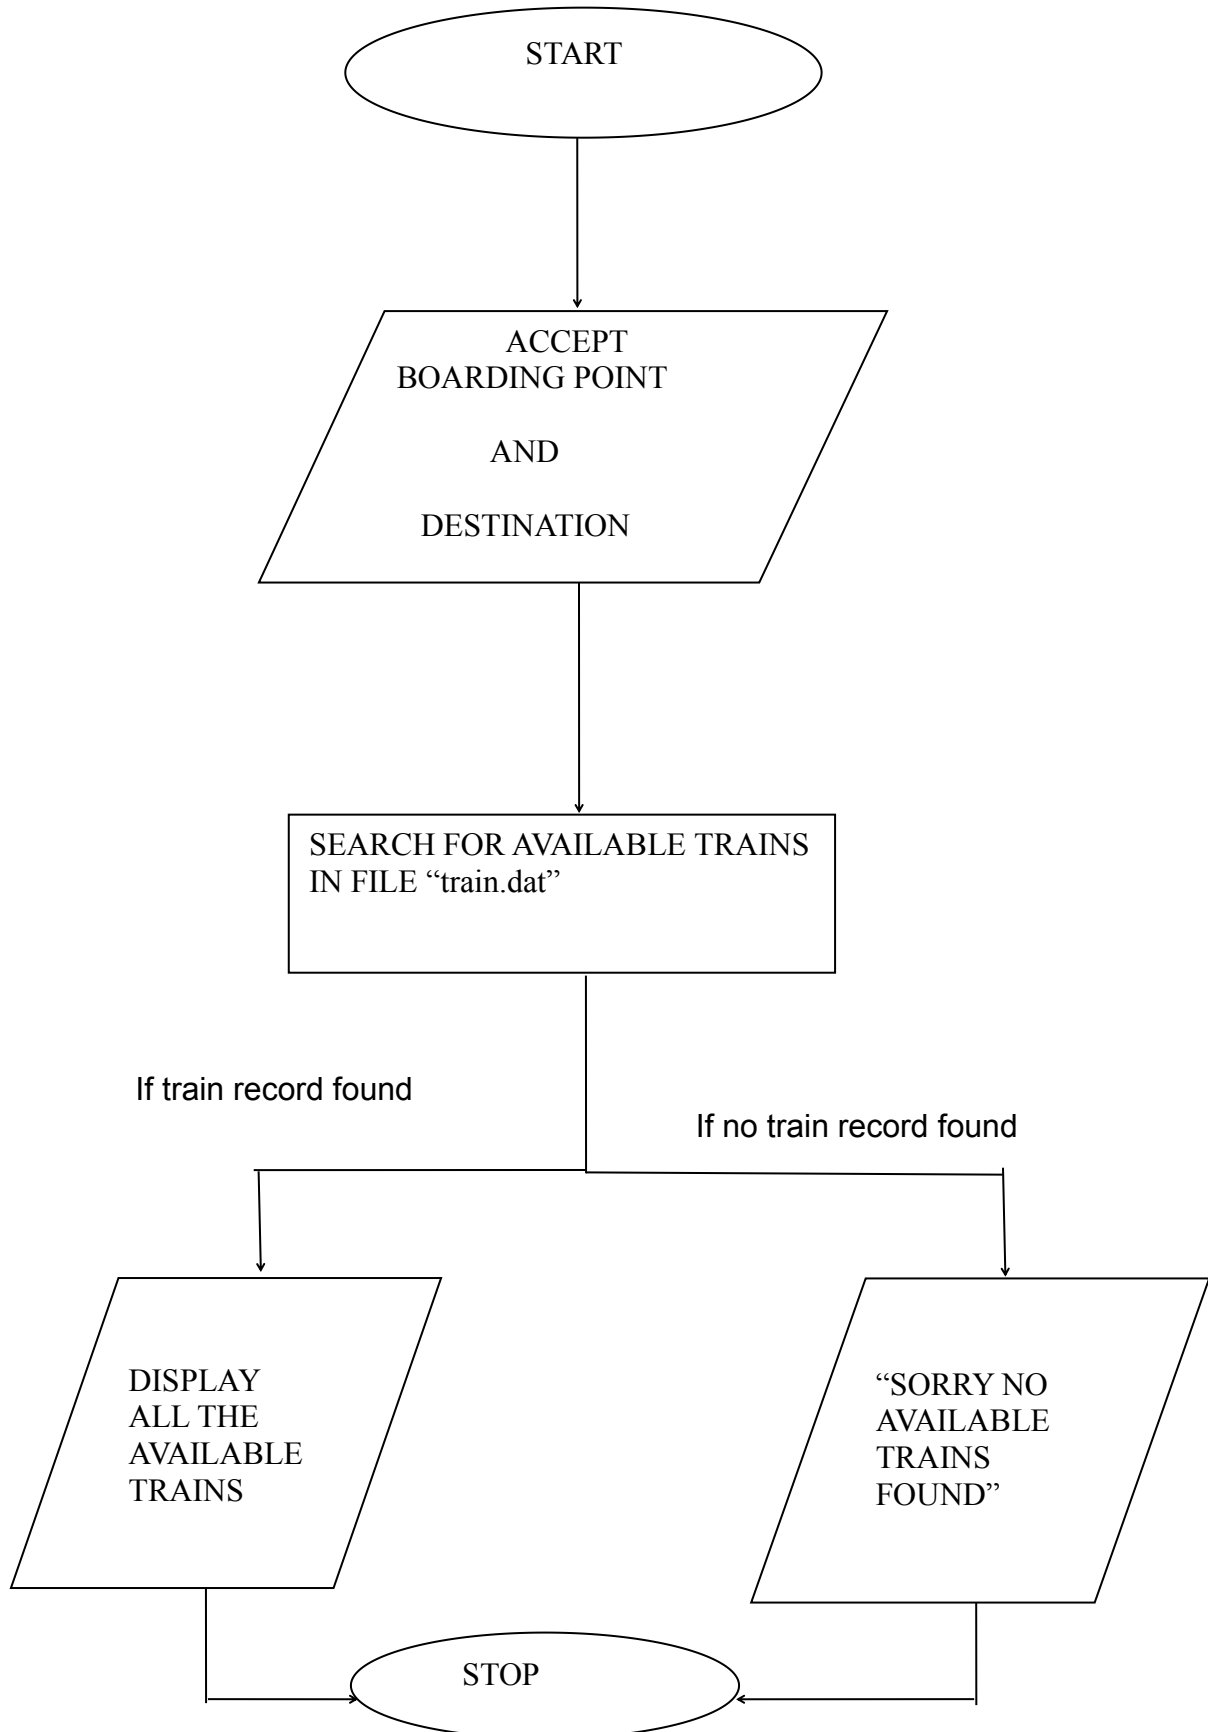 START
ACCEPT
BOARDING POINT
AND
DESTINATION
SEARCH FOR AVAILABLE TRAINS
IN FILE “train.dat”
If train record found
If no train record found
DISPLAY
ALL THE
AVAILABLE
TRAINS
“SORRY NO
AVAILABLE
TRAINS
FOUND”
STOP